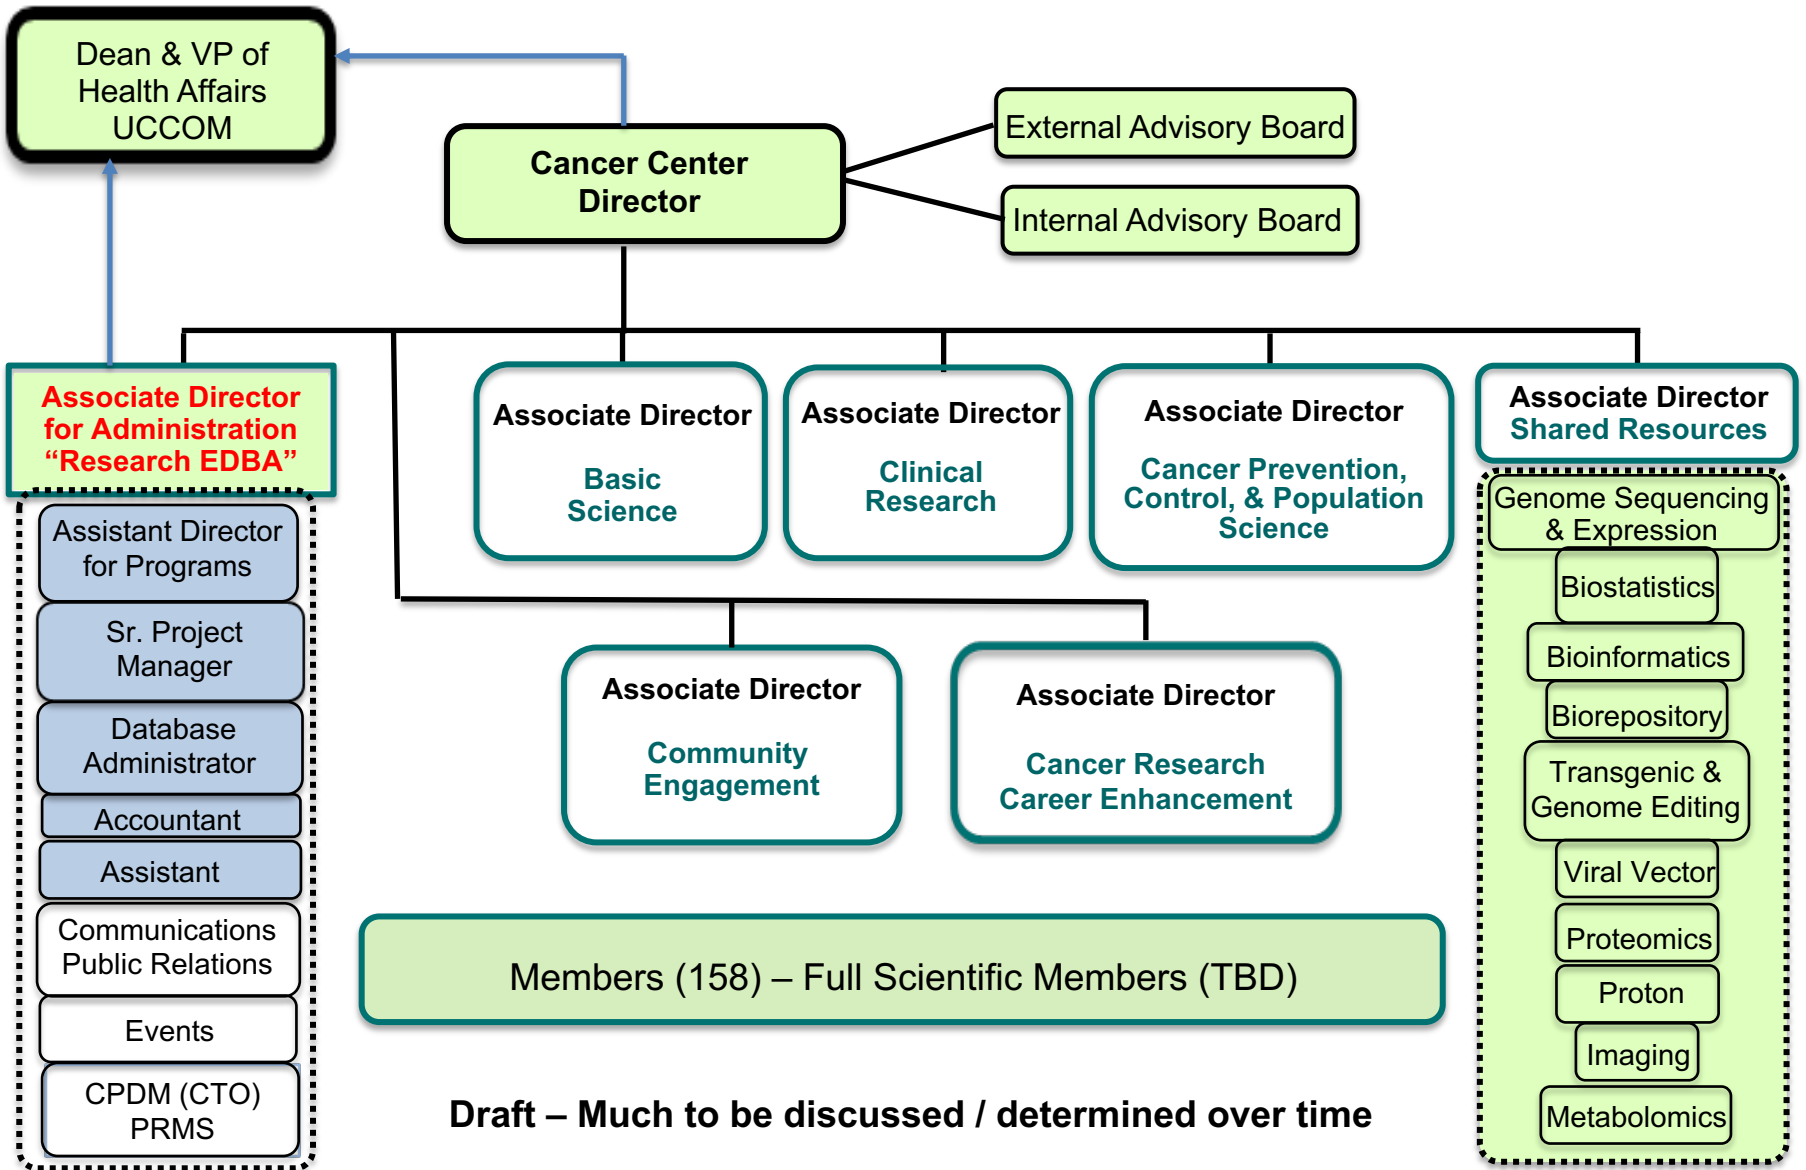 Dean & VP of
Health Affairs
UCCOM
Cancer Center
Director
External Advisory Board
Internal Advisory Board
Associate Director
for Administration
“Research EDBA”
Associate Director
Basic
Science
Associate Director
Clinical
Research
Associate Director
Cancer Prevention,
Control, & Population
Science
Associate Director
Shared Resources
Assistant Director
for Programs
Sr. Project
Manager
Database
Administrator
Accountant
Assistant
Communications
Public Relations
Events
CPDM (CTO)
PRMS
Associate Director
Community
Engagement
Associate Director
Cancer Research
Career Enhancement
Genome Sequencing
& Expression
Biostatistics
Bioinformatics
Biorepository
Transgenic &
Genome Editing
Viral Vector
Proteomics
Proton
Imaging
Metabolomics
Members (158) – Full Scientific Members (TBD)
Draft – Much to be discussed / determined over time